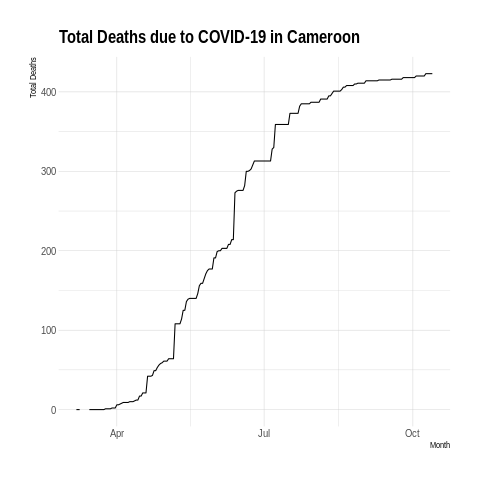 Total Deaths due to COVID-19 in Cameroon
Total Deaths
400
300
200
100
0
Apr
Jul
Oct
Month